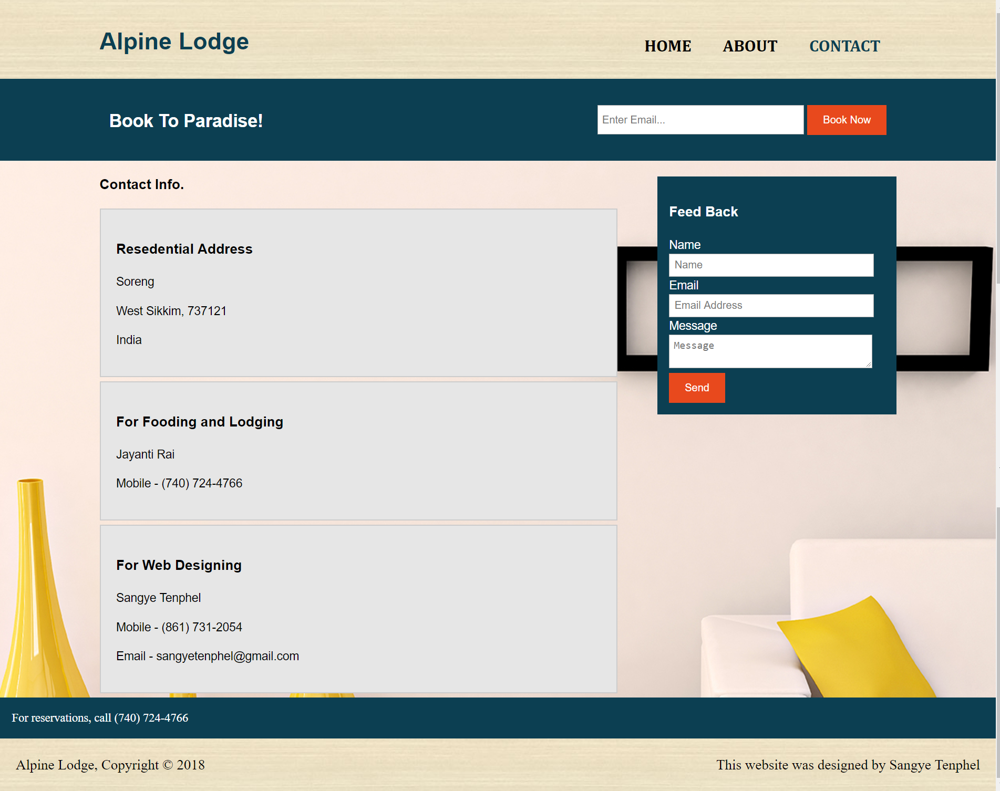 Alpine Lodge
HOME ABOUT CONTACT
Book To Paradise!
Enter Email... Book Now
Contact Info.
Resedential Address
Soreng
West Sikkim, 737121
India
For Fooding and Lodging
Jayanti Rai
Mobile - (740) 724-4766
For Web Designing
Sangye Tenphel
Mobile - (861) 731-2054
Email - sangyetenphel@gmail.com
Feed Back
Name
Name
Email
Email Address
Message
Message
Send
For reservations, call (740) 724-4766
Alpine Lodge, Copyright © 2018
This website was designed by Sangye Tenphel